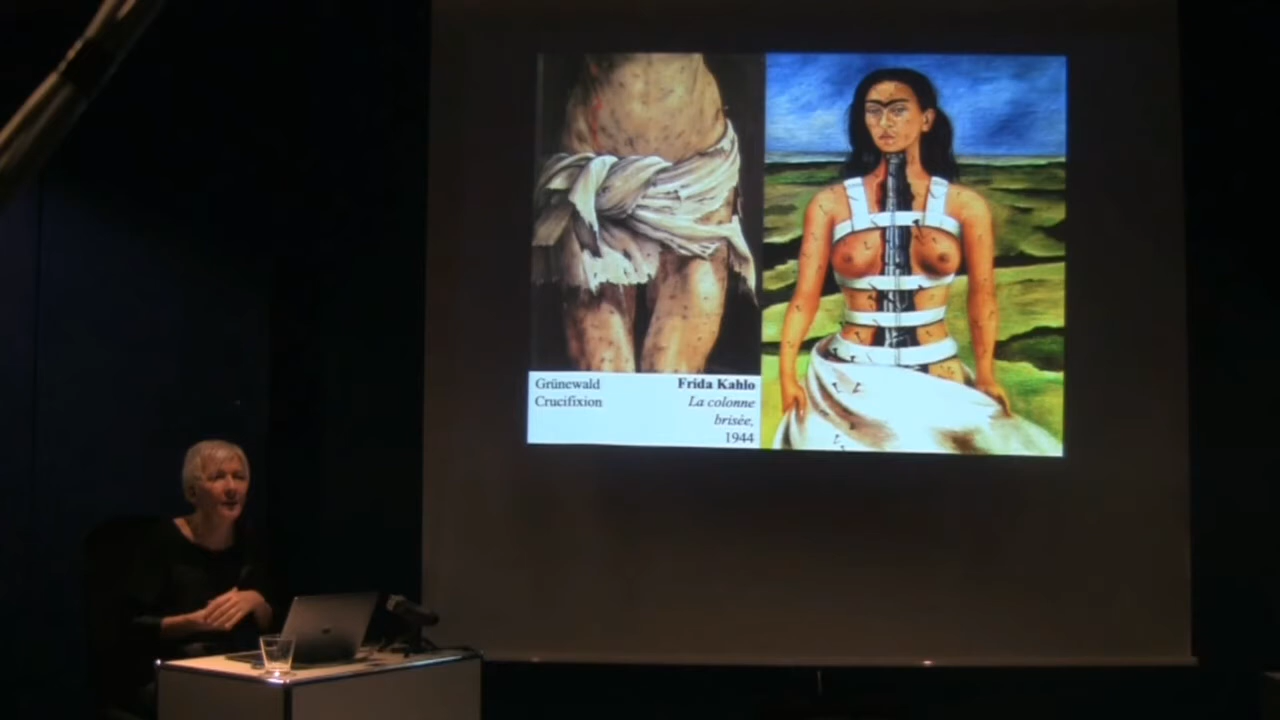 Grünewald
Crucifixion
Frida Kahlo
La colonne
brisée,
1944